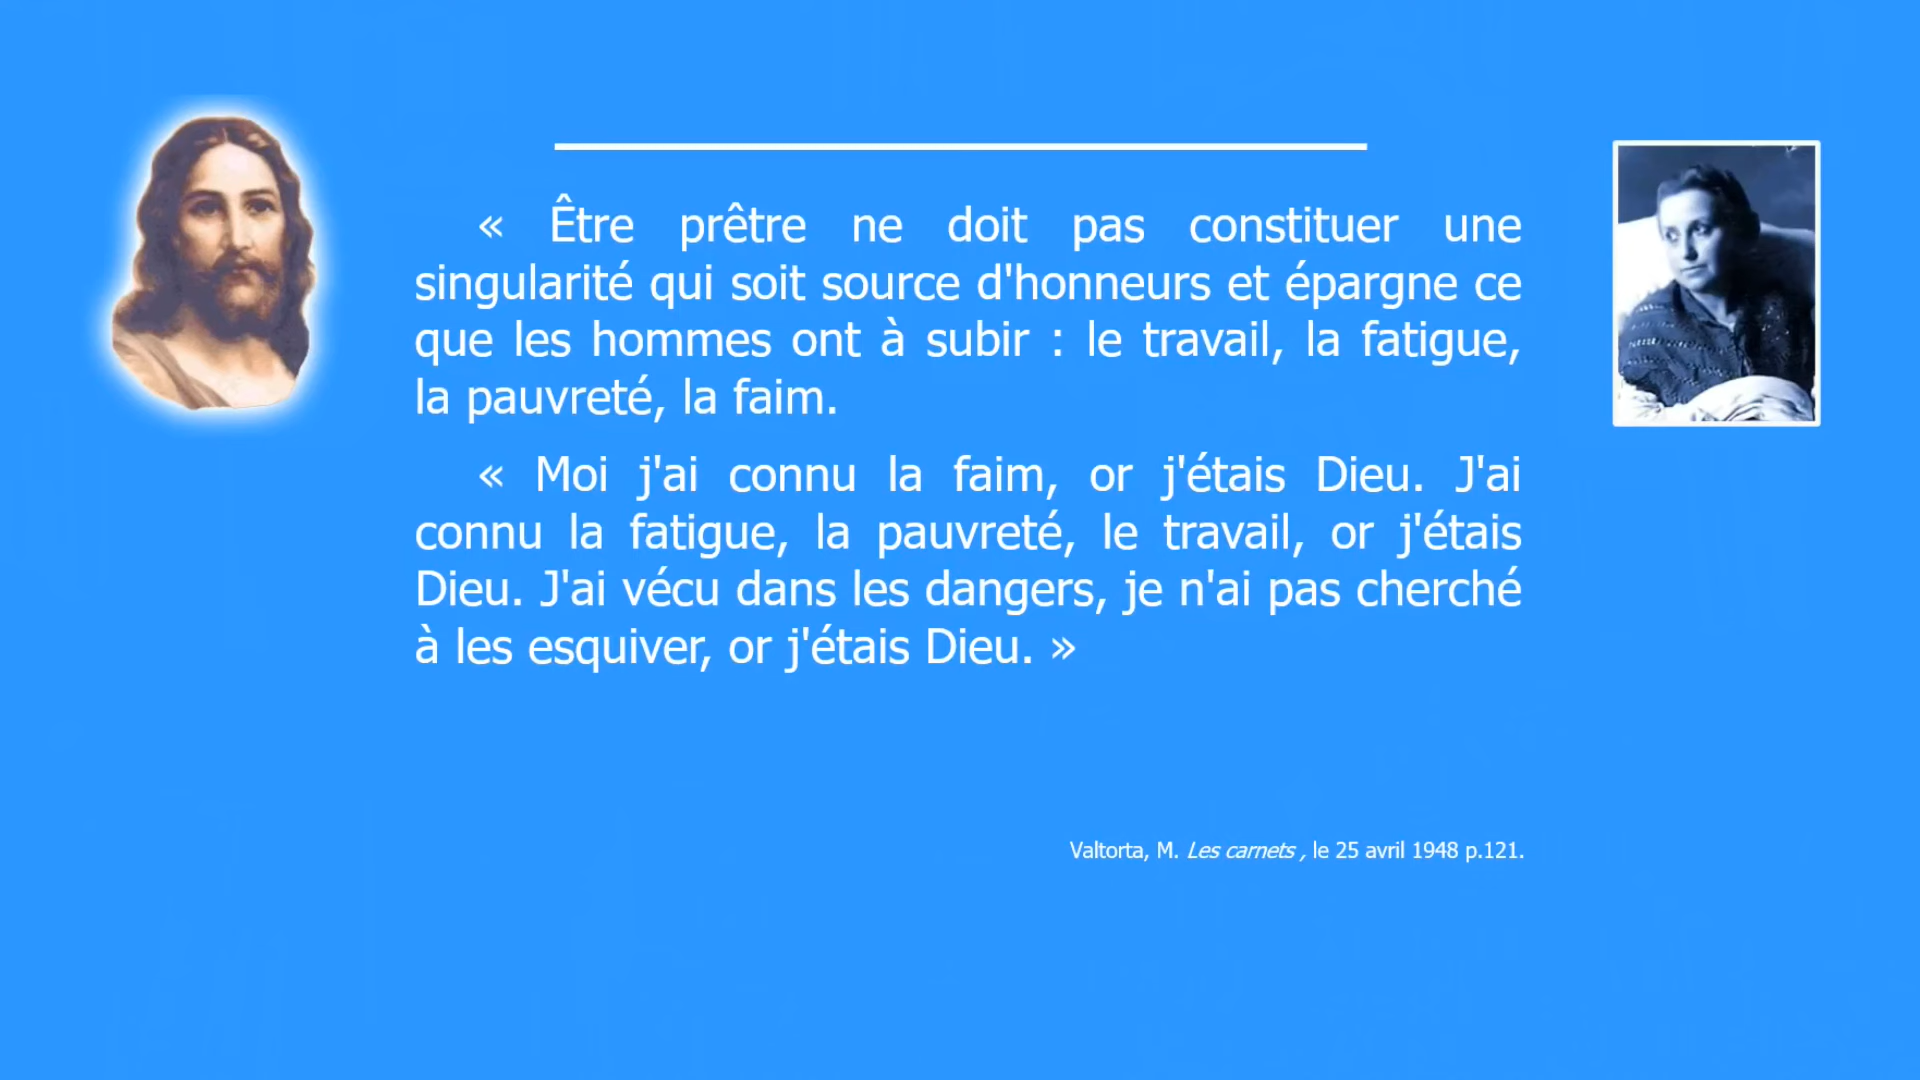 « Être prêtre ne doit pas constituer une
singularité qui soit source d'honneurs et épargne ce
que les hommes ont à subir : le travail, la fatigue,
la pauvreté, la faim.
« Moi j'ai connu la faim, or j'étais Dieu. J'ai
connu la fatigue, la pauvreté, le travail, or j'étais
Dieu. J'ai vécu dans les dangers, je n'ai pas cherché
à les esquiver, or j'étais Dieu. »
Valtorta, M. Les carnets , le 25 avril 1948 p.121.